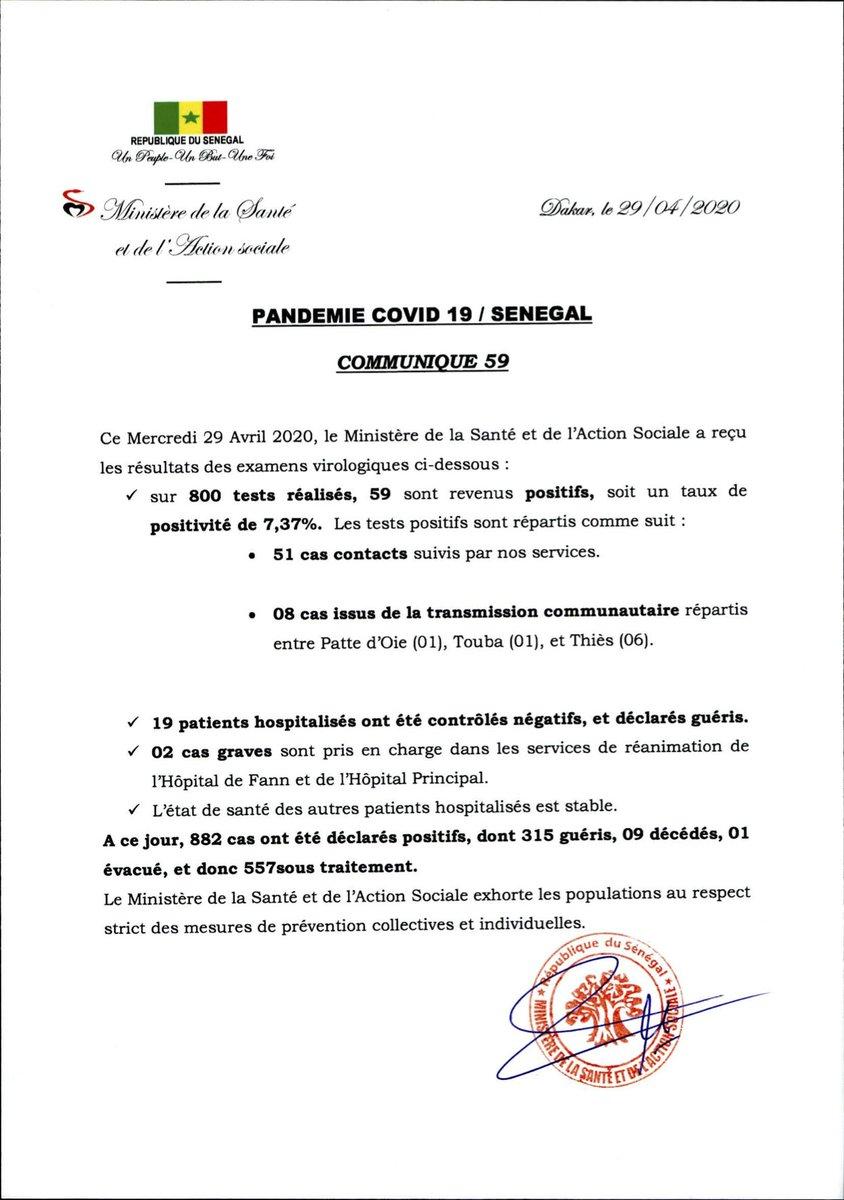 REPUBLIQUE DU SENEGAL
Un Peuple-Un But-Une Foi
Ministère de la Santé
et de l'Action sociale
Dakar, le 29/04/2020
PANDEMIE COVID 19 / SENEGAL
COMMUNIQUE 59
Ce Mercredi 29 Avril 2020, le Ministère de la Santé et de l'Action Sociale a reçu
les résultats des examens virologiques ci-dessous :
✓ sur 800 tests réalisés, 59 sont revenus positifs, soit un taux de
positivité de 7,37%. Les tests positifs sont répartis comme suit :
• 51 cas contacts suivis par nos services.
• 08 cas issus de la transmission communautaire répartis
entre Patte d'Oie (01), Touba (01), et Thiès (06).
✓ 19 patients hospitalisés ont été contrôlés négatifs, et déclarés guéris.
✓ 02 cas graves sont pris en charge dans les services de réanimation de
l'Hôpital de Fann et de l'Hôpital Principal.
✓ L'état de santé des autres patients hospitalisés est stable.
A ce jour, 882 cas ont été déclarés positifs, dont 315 guéris, 09 décédés, 01
évacué, et donc 557sous traitement.
Le Ministère de la Santé et de l'Action Sociale exhorte les populations au respect
strict des mesures de prévention collectives et individuelles.
République du Sénégal
MINISTÈRE DE LA SANTÉ ET DE L'ACTION SOCIALE